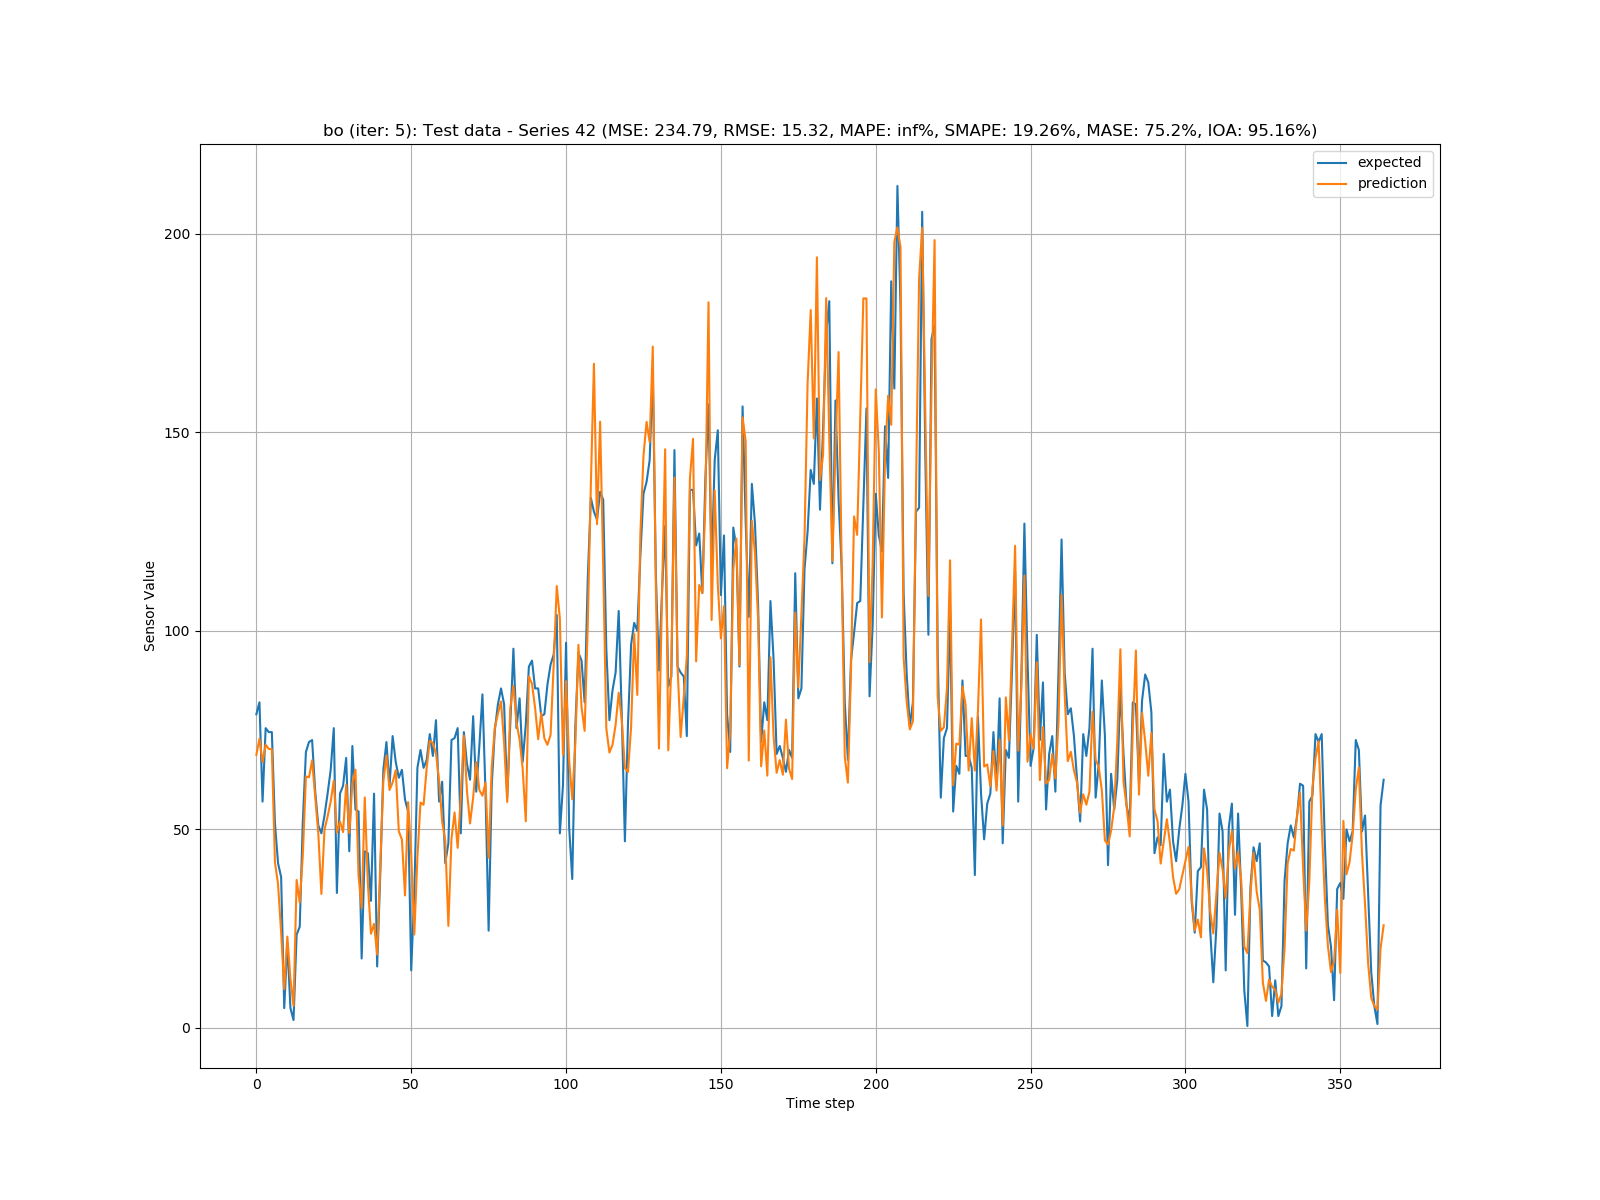 bo (iter: 5): Test data - Series 42 (MSE: 234.79, RMSE: 15.32, MAPE: inf%, SMAPE: 19.26%, MASE: 75.2%, IOA: 95.16%)
expected
prediction
200
150
100
50
0
Sensor Value
0 50 100 150 200 250 300 350
Time step